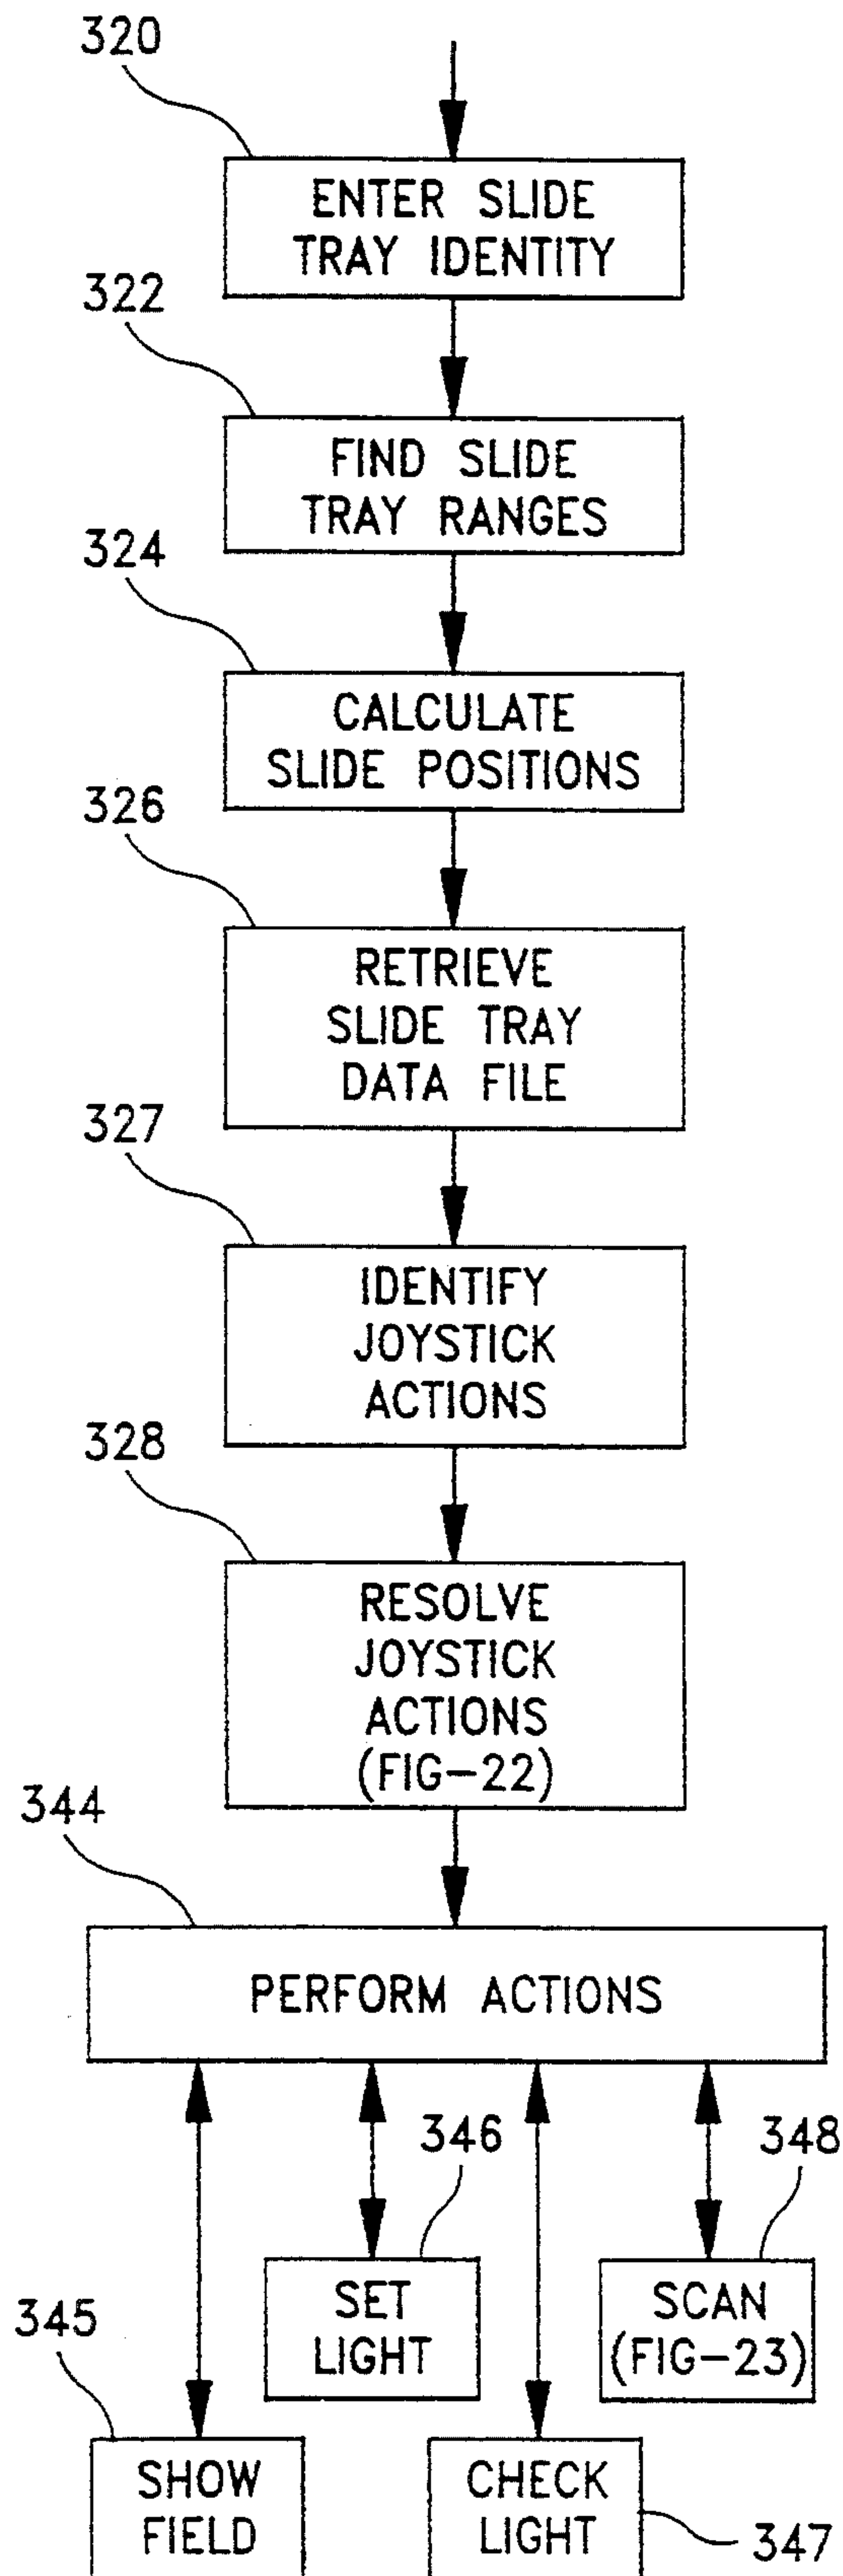 320
ENTER SLIDE
TRAY IDENTITY
322
FIND SLIDE
TRAY RANGES
324
CALCULATE
SLIDE POSITIONS
326
RETRIEVE
SLIDE TRAY
DATA FILE
327
IDENTIFY
JOYSTICK
ACTIONS
328
RESOLVE
JOYSTICK
ACTIONS
(FIG-22)
344
PERFORM ACTIONS
346
SET
LIGHT
348
SCAN
(FIG-23)
345
SHOW
FIELD
CHECK
LIGHT
347